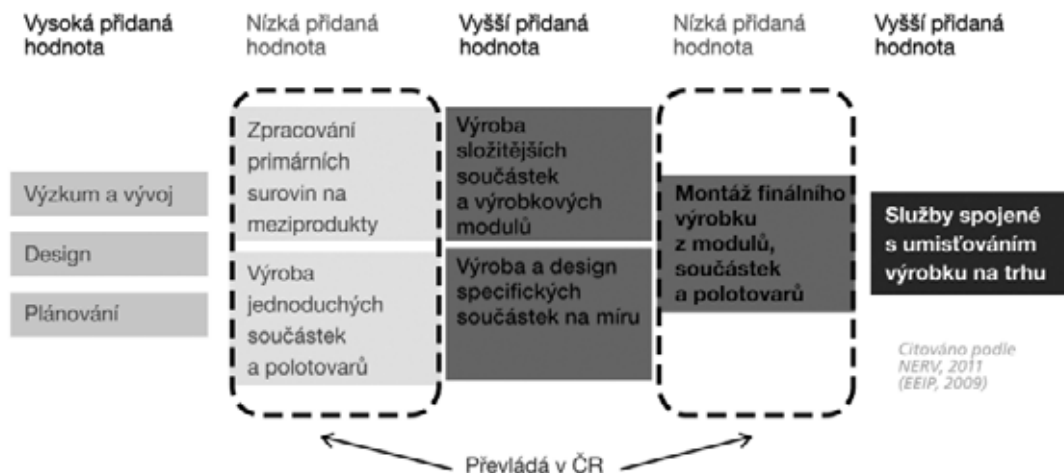 Vysoká přidaná
hodnota
Nízká přidaná
hodnota
Vyšší přidaná
hodnota
Nízká přidaná
hodnota
Vyšší přidaná
hodnota
Výzkum a vývoj
Design
Plánování
Zpracování
primárních
surovin na
meziprodukty
Výroba
jednoduchých
součástek
a polotovarů
Výroba
složitějších
součástek
a výrobkových
modulů
Výroba a design
specifických
součástek na míru
Montáž finálního
výrobku
z modulů,
součástek
a polotovarů
Služby spojené
s umisťováním
výrobku na trhu
Citováno podle
NERV, 2011
(EEIP, 2009)
Převládá v ČR